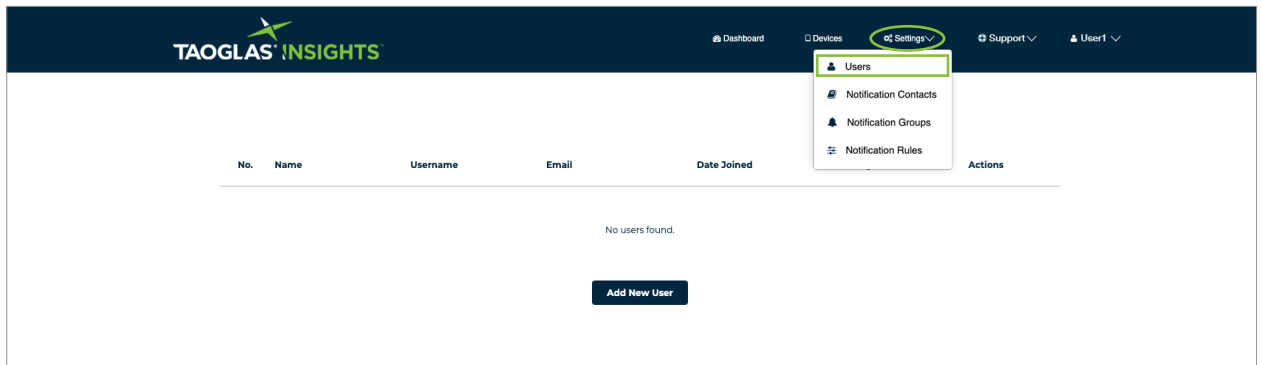 TAOGLAS INSIGHTS™
Dashboard
Devices
Settings
Support
User1
Users
Notification Contacts
Notification Groups
Notification Rules
No. Name Username Email Date Joined Actions
No users found.
Add New User